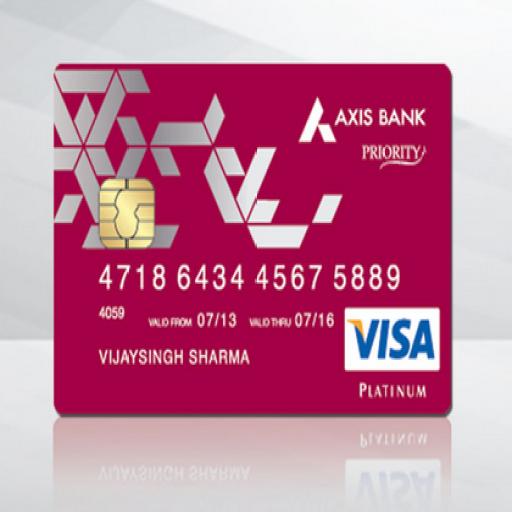 AXIS BANK
PRIORITY
4718 6434 4567 5889
4059 VALID FROM 07/13 VALID THRU 07/16
VISA
VIJAYSINGH SHARMA
PLATINUM